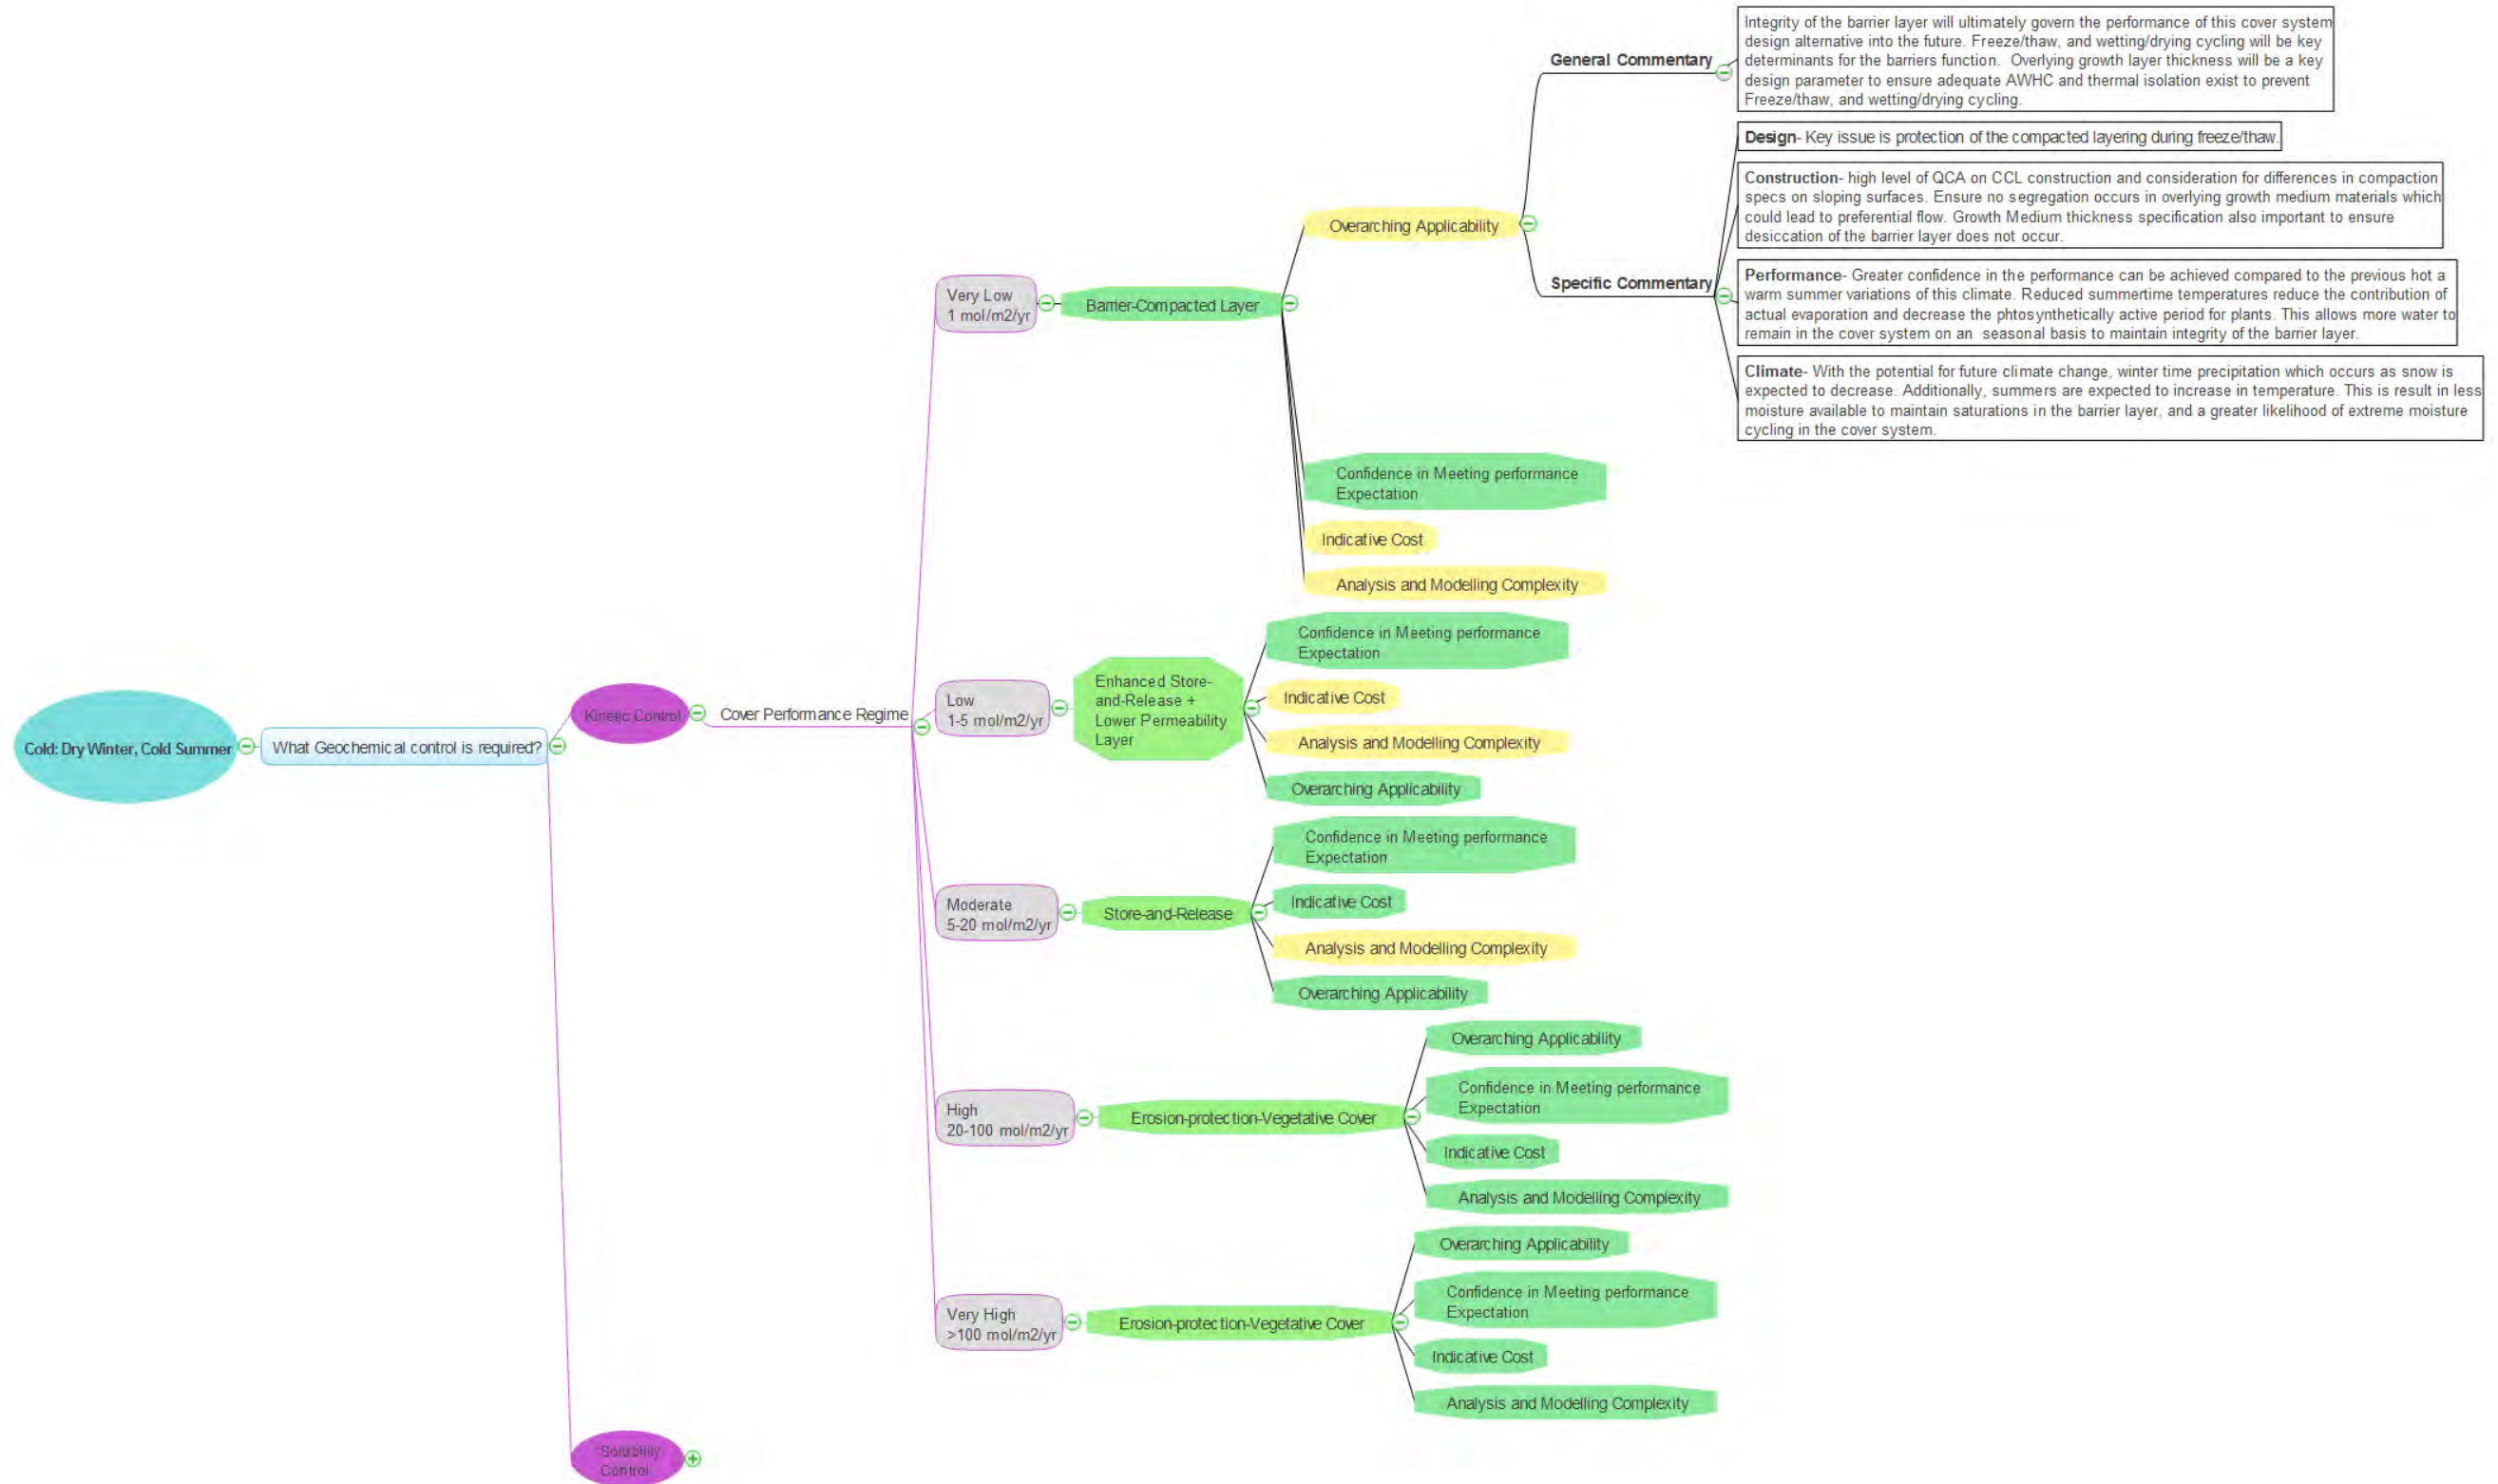 Cold: Dry Winter, Cold Summer
What Geochemical control is required?
Kinetic Control
Cover Performance Regime
Very Low
1 mol/m2/yr
Barrier-Compacted Layer
Overarching Applicability
General Commentary
Integrity of the barrier layer will ultimately govern the performance of this cover system
design alternative into the future. Freeze/thaw, and wetting/drying cycling will be key
determinants for the barriers function. Overlying growth layer thickness will be a key
design parameter to ensure adequate AWHC and thermal isolation exist to prevent
Freeze/thaw, and wetting/drying cycling.
Specific Commentary
Design- Key issue is protection of the compacted layering during freeze/thaw.
Construction- high level of QCA on CCL construction and consideration for differences in compaction
specs on sloping surfaces. Ensure no segregation occurs in overlying growth medium materials which
could lead to preferential flow. Growth Medium thickness specification also important to ensure
desiccation of the barrier layer does not occur.
Performance- Greater confidence in the performance can be achieved compared to the previous hot a
warm summer variations of this climate. Reduced summertime temperatures reduce the contribution of
actual evaporation and decrease the phtosynthetically active period for plants. This allows more water to
remain in the cover system on an seasonal basis to maintain integrity of the barrier layer.
Climate- With the potential for future climate change, winter time precipitation which occurs as snow is
expected to decrease. Additionally, summers are expected to increase in temperature. This is result in less
moisture available to maintain saturations in the barrier layer, and a greater likelihood of extreme moisture
cycling in the cover system.
Confidence in Meeting performance
Expectation
Indicative Cost
Analysis and Modelling Complexity
Low
1-5 mol/m2/yr
Enhanced Store-
and-Release +
Lower Permeability
Layer
Confidence in Meeting performance
Expectation
Indicative Cost
Analysis and Modelling Complexity
Overarching Applicability
Moderate
5-20 mol/m2/yr
Store-and-Release
Confidence in Meeting performance
Expectation
Indicative Cost
Analysis and Modelling Complexity
Overarching Applicability
High
20-100 mol/m2/yr
Erosion-protection-Vegetative Cover
Overarching Applicability
Confidence in Meeting performance
Expectation
Indicative Cost
Analysis and Modelling Complexity
Very High
>100 mol/m2/yr
Erosion-protection-Vegetative Cover
Overarching Applicability
Confidence in Meeting performance
Expectation
Indicative Cost
Analysis and Modelling Complexity
Solubility
Control